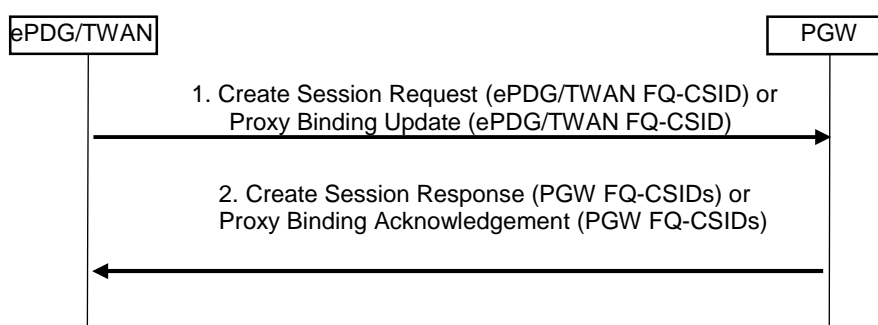 ePDG/TWAN
PGW
1. Create Session Request (ePDG/TWAN FQ-CSID) or
Proxy Binding Update (ePDG/TWAN FQ-CSID)
2. Create Session Response (PGW FQ-CSIDs) or
Proxy Binding Acknowledgement (PGW FQ-CSIDs)